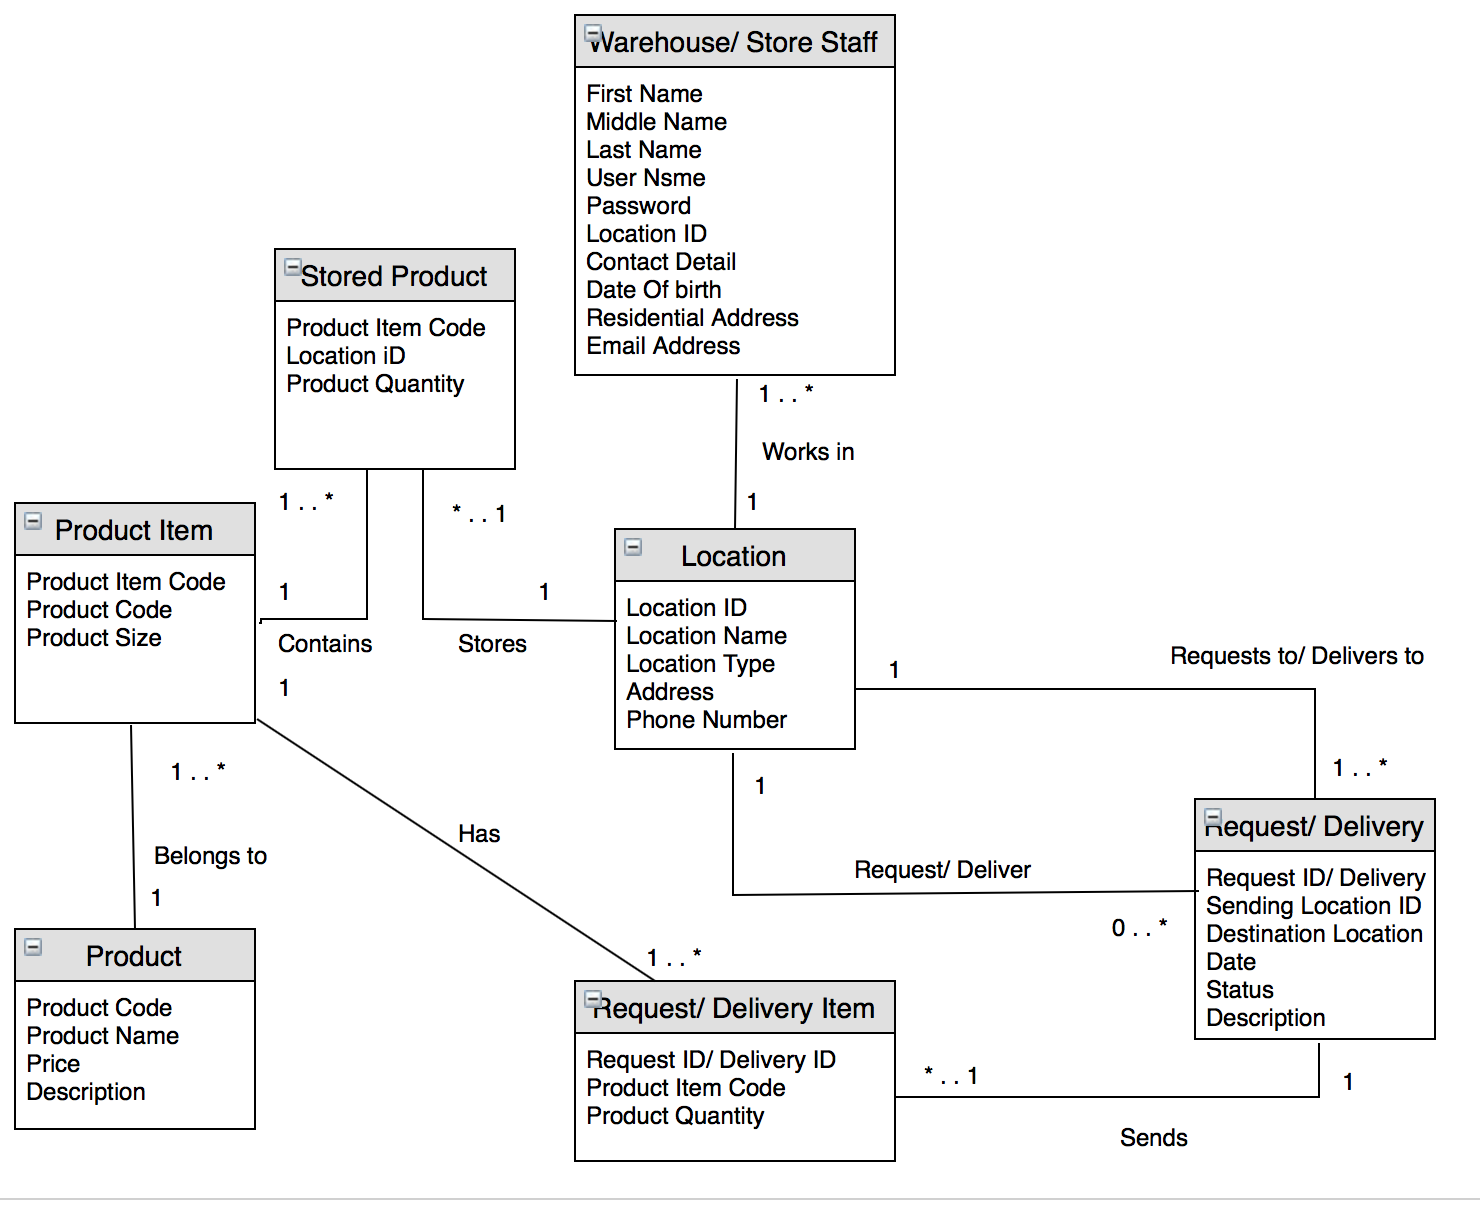 Warehouse/ Store Staff
First Name
Middle Name
Last Name
User Nsme
Password
Location ID
Contact Detail
Date Of birth
Residential Address
Email Address
Stored Product
Product Item Code
Location iD
Product Quantity
1 . . *
Works in
1
1 . . *
* . . 1
Product Item
Product Item Code
Product Code
Product Size
1
Contains
1
1
Stores
Location
Location ID
Location Name
Location Type
Address
Phone Number
1
Requests to/ Delivers to
1 . . *
1
Request/ Deliver
0 . . *
Request/ Delivery
Request ID/ Delivery
Sending Location ID
Destination Location
Date
Status
Description
1 . . *
Belongs to
1
Has
1 . . *
Product
Product Code
Product Name
Price
Description
Request/ Delivery Item
Request ID/ Delivery ID
Product Item Code
Product Quantity
* . . 1
1
Sends